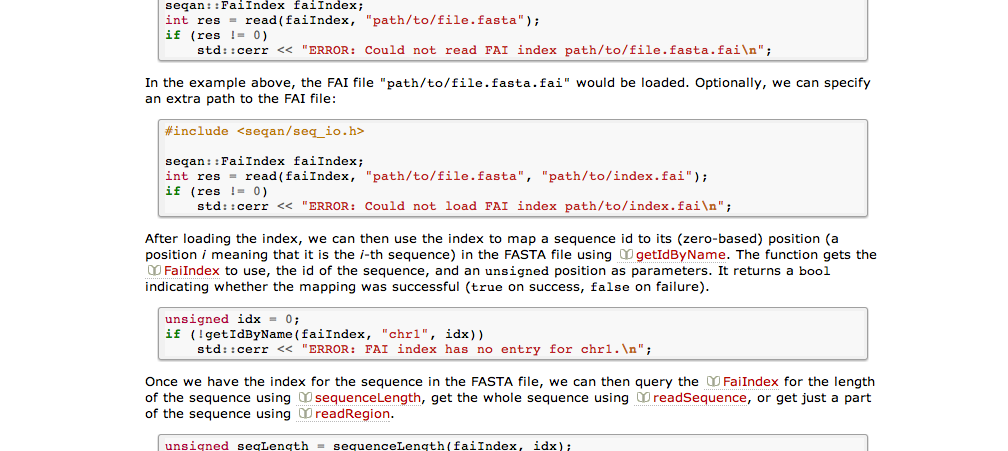 seqan::FaiIndex faiIndex;
int res = read(faiIndex, "path/to/file.fasta");
if (res != 0)
    std::cerr << "ERROR: Could not read FAI index path/to/file.fasta.fai\n";
In the example above, the FAI file "path/to/file.fasta.fai" would be loaded. Optionally, we can specify
an extra path to the FAI file:
#include <seqan/seq_io.h>
seqan::FaiIndex faiIndex;
int res = read(faiIndex, "path/to/file.fasta", "path/to/index.fai");
if (res != 0)
    std::cerr << "ERROR: Could not load FAI index path/to/index.fai\n";
After loading the index, we can then use the index to map a sequence id to its (zero-based) position (a
position i meaning that it is the i-th sequence) in the FASTA file using getIdByName. The function gets the
FaiIndex to use, the id of the sequence, and an unsigned position as parameters. It returns a bool
indicating whether the mapping was successful (true on success, false on failure).
unsigned idx = 0;
if (!getIdByName(faiIndex, "chr1", idx))
    std::cerr << "ERROR: FAI index has no entry for chr1.\n";
Once we have the index for the sequence in the FASTA file, we can then query the FaiIndex for the length
of the sequence using sequenceLength, get the whole sequence using readSequence, or get just a part
of the sequence using readRegion.
unsigned seqLength = sequenceLength(faiIndex, idx);